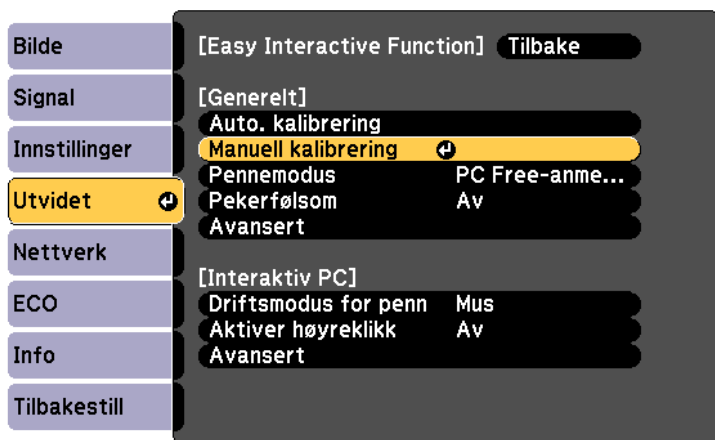 Bilde
Signal
Innstillinger
Utvidet
Nettverk
ECO
Info
Tilbakestill
[Easy Interactive Function] Tilbake
[Generelt]
Auto. kalibrering
Manuell kalibrering
Pennemodus PC Free-anme...
Pekerfølsom Av
Avansert
[Interaktiv PC]
Driftsmodus for penn Mus
Aktiver høyreklikk Av
Avansert